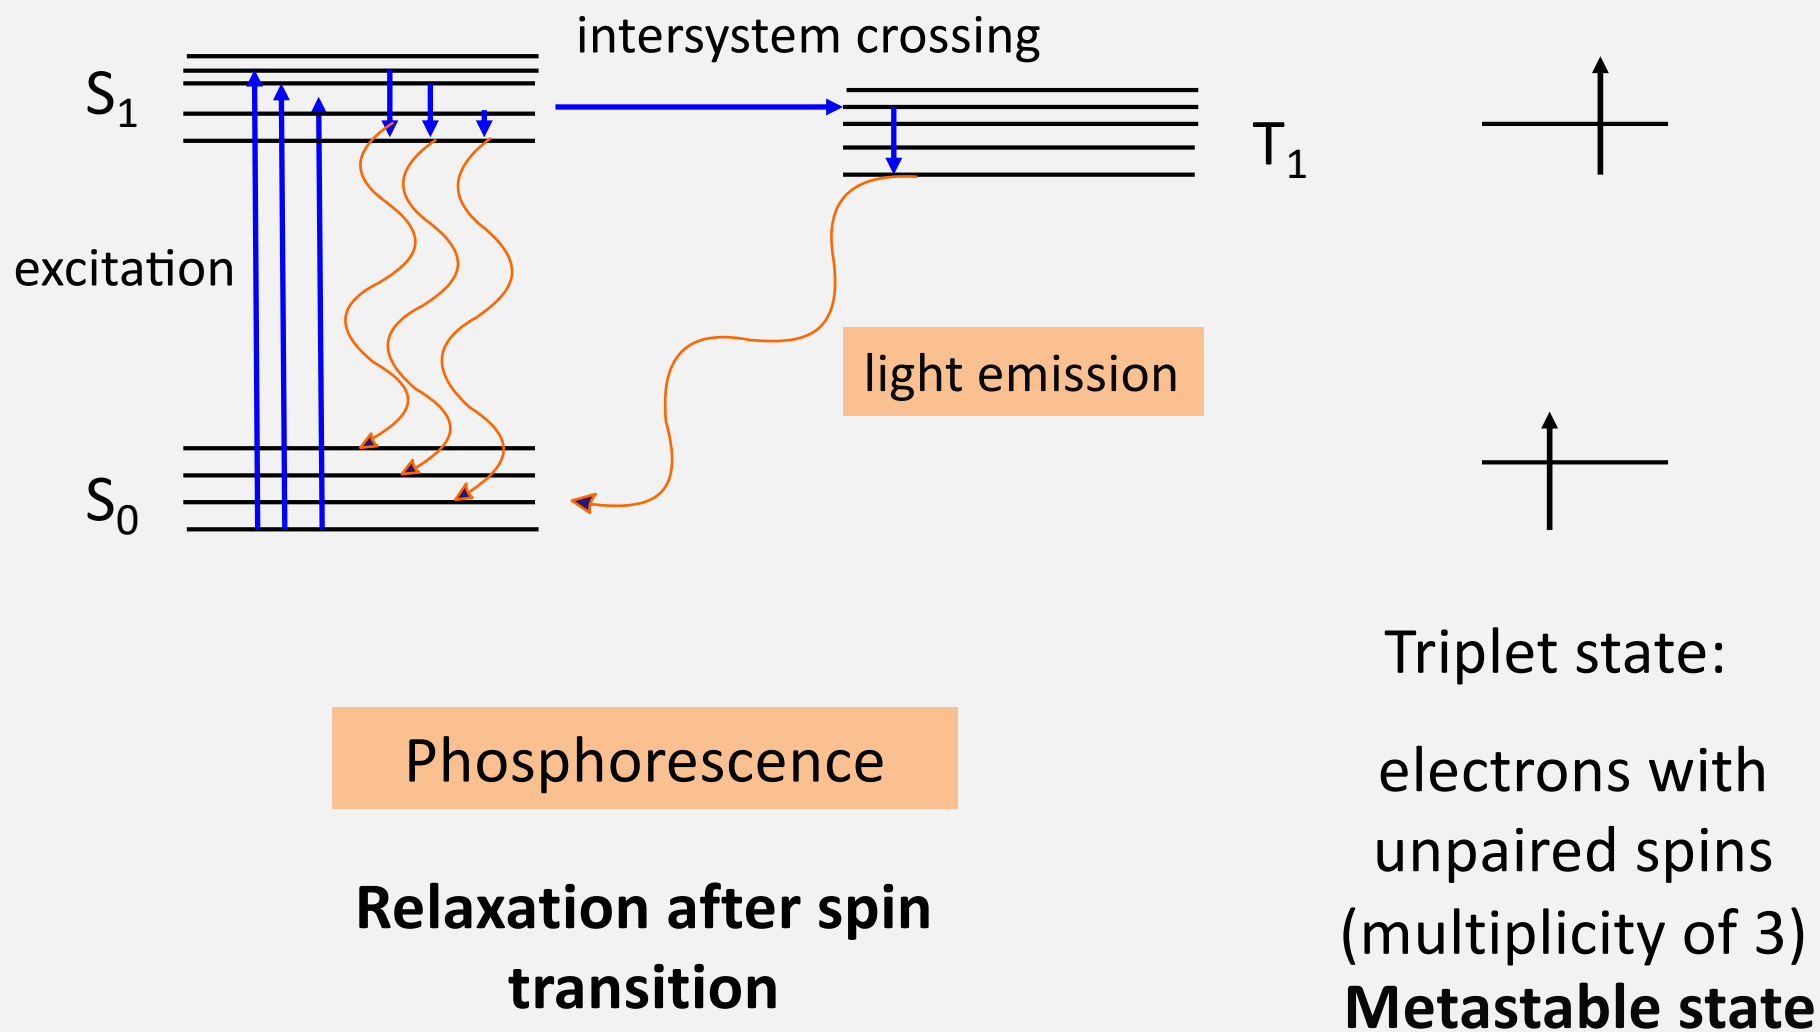 intersystem crossing
S₁
T₁
excitation
light emission
S₀
Phosphorescence
Relaxation after spin
transition
Triplet state:
electrons with
unpaired spins
(multiplicity of 3)
Metastable state